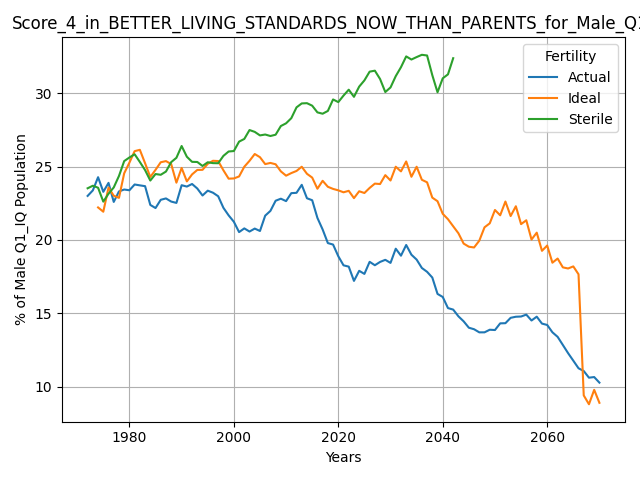 Score_4_in_BETTER_LIVING_STANDARDS_NOW_THAN_PARENTS_for_Male_Q1
Fertility
Actual
Ideal
Sterile
% of Male Q1_IQ Population
30
25
20
15
10
1980 2000 2020 2040 2060
Years